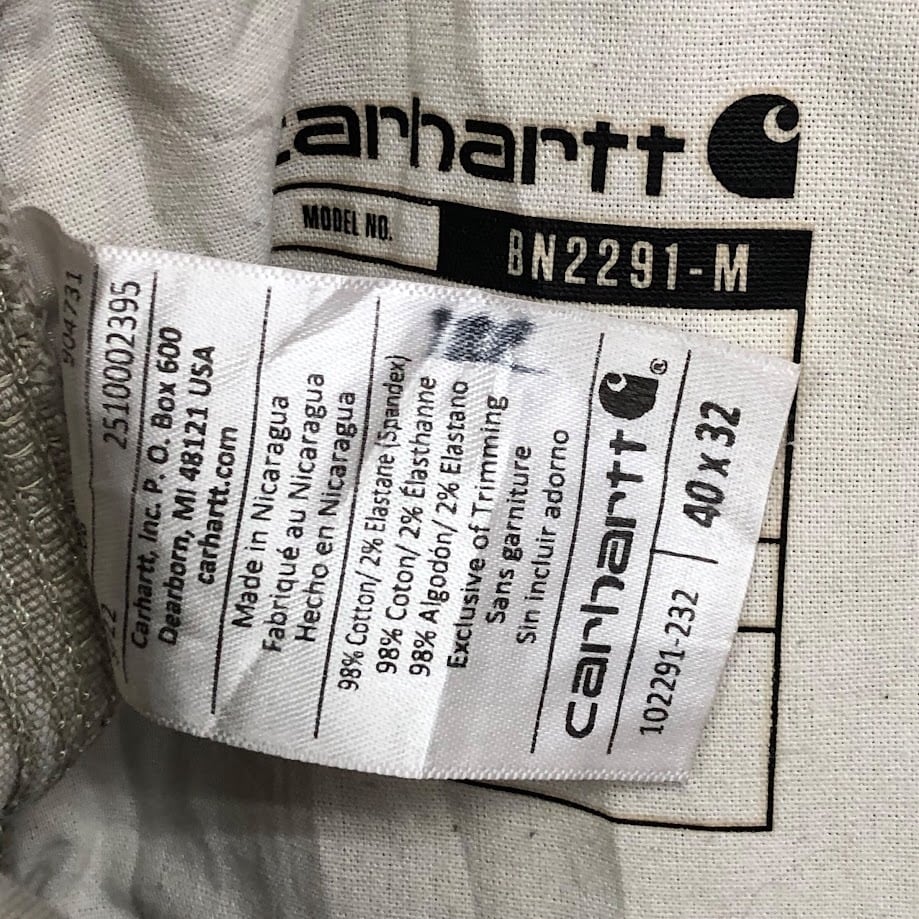 carhartt
MODEL NO.
BN2291-M
904731
2510002395
Carhartt, Inc. P. O. Box 600
Dearborn, MI 48121 USA
carhartt.com
Made in Nicaragua
Fabriqué au Nicaragua
Hecho en Nicaragua
98% Cotton/ 2% Elastane (Spandex)
98% Coton/ 2% Élasthanne
98% Algodón/ 2% Elastano
Exclusive of Trimming
Sans garniture
Sin incluir adorno
carhartt®
102291-232 40 x 32